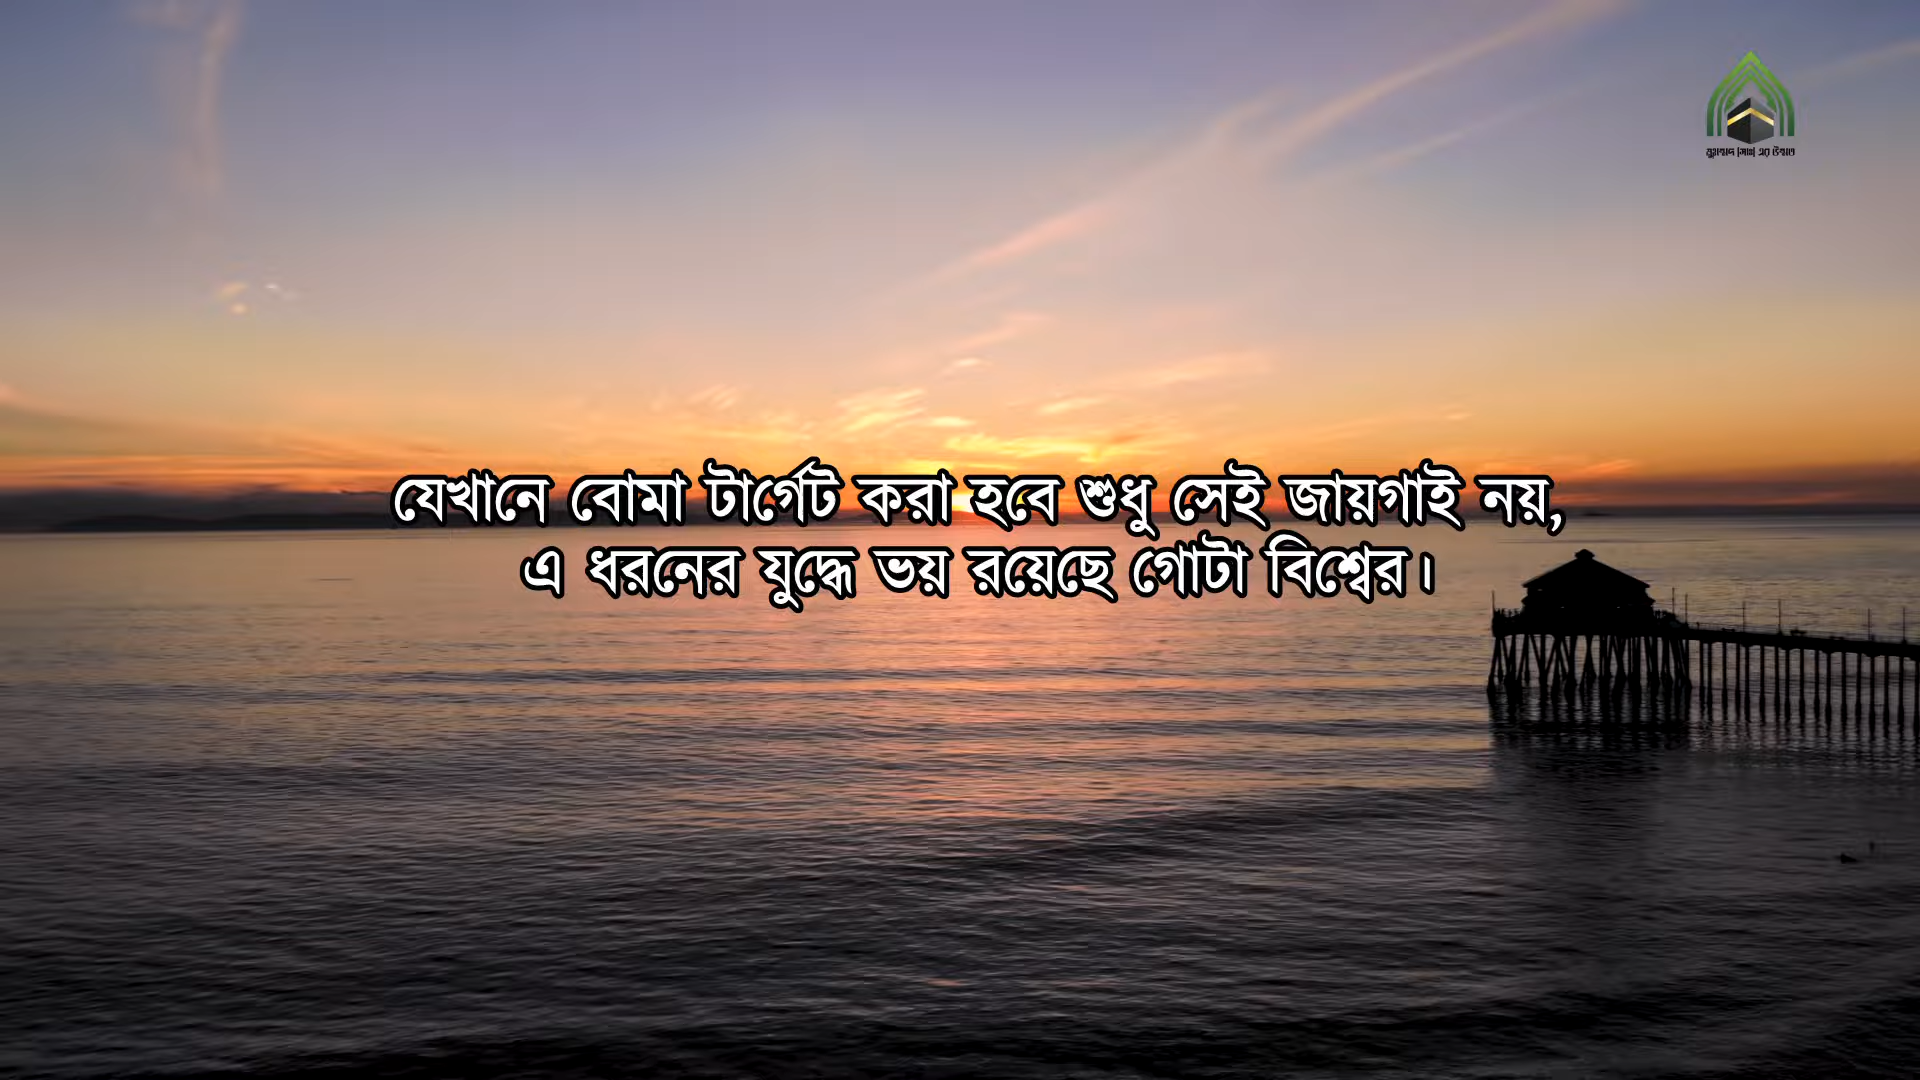 যেখানে বোমা টার্গেট করা হবে শুধু সেই জায়গাই নয়,
এ ধরনের যুদ্ধে ভয় রয়েছে গোটা বিশ্বের।